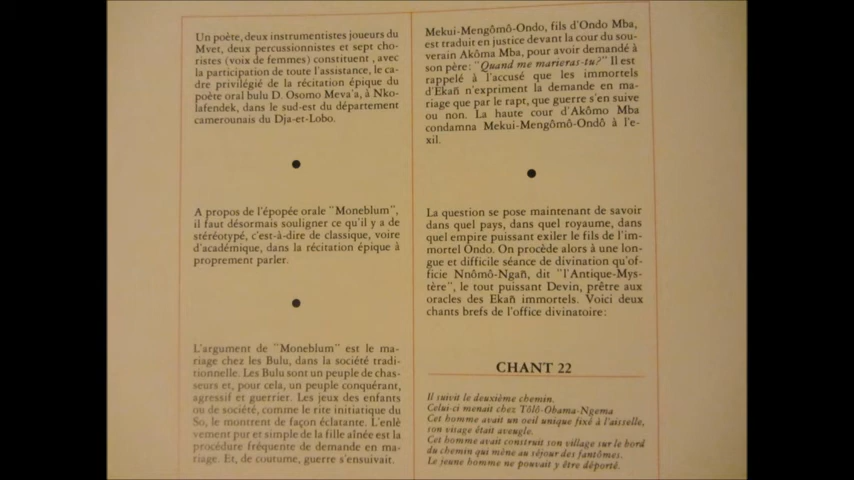 Un poète, deux instrumentistes joueurs du
Mvet, deux percussionnistes et sept cho-
ristes (voix de femmes) constituent , avec
la participation de toute l'assistance, le ca-
dre privilégié de la récitation épique du
poète oral bulu D. Osomo Meva'a, à Nko-
lafendek, dans le sud-est du département
camerounais du Dja-et-Lobo.
A propos de l'épopée orale "Moneblum",
il faut désormais souligner ce qu'il y a de
stéréotypé, c'est-à-dire de classique, voire
d'académique, dans la récitation épique à
proprement parler.
L'argument de "Moneblum" est le ma-
riage chez les Bulu, dans la société tradi-
tionnelle. Les Bulu sont un peuple de chas-
seurs et, pour cela, un peuple conquérant,
agressif et guerrier. Les jeux des enfants
ou de société, comme le rite initiatique du
So, le montrent de façon éclatante. L'enlè
vement pur et simple de la fille aînée est la
procédure fréquente de demande en ma-
riage. Et, de coutume, guerre s'ensuivait.
Mekui-Mengômô-Ondo, fils d'Ondo Mba,
est traduit en justice devant la cour du sou-
verain Akôma Mba, pour avoir demandé à
son père: "Quand me marieras-tu?" Il est
rappelé à l'accusé que les immortels
d'Ekañ n'expriment la demande en ma-
riage que par le rapt, que guerre s'en suive
ou non. La haute cour d'Akômo Mba
condamna Mekui-Mengômô-Ondô à l'e-
xil.
La question se pose maintenant de savoir
dans quel pays, dans quel royaume, dans
quel empire puissant exiler le fils de l'im-
mortel Ondo. On procède alors à une lon-
gue et difficile séance de divination qu'of-
ficie Nnômô-Ngañ, dit "l'Antique-Mys-
tère", le tout puissant Devin, prêtre aux
oracles des Ekañ immortels. Voici deux
chants brefs de l'office divinatoire:
CHANT 22
Il suivit le deuxième chemin.
Celui-ci menait chez Tôlô-Obama-Ngema
Cet homme avait un oeil unique fixé à l'aisselle,
son visage était aveugle.
Cet homme avait construit son village sur le bord
du chemin qui mène au séjour des fantômes.
Le jeune homme ne pouvait y être déporté.